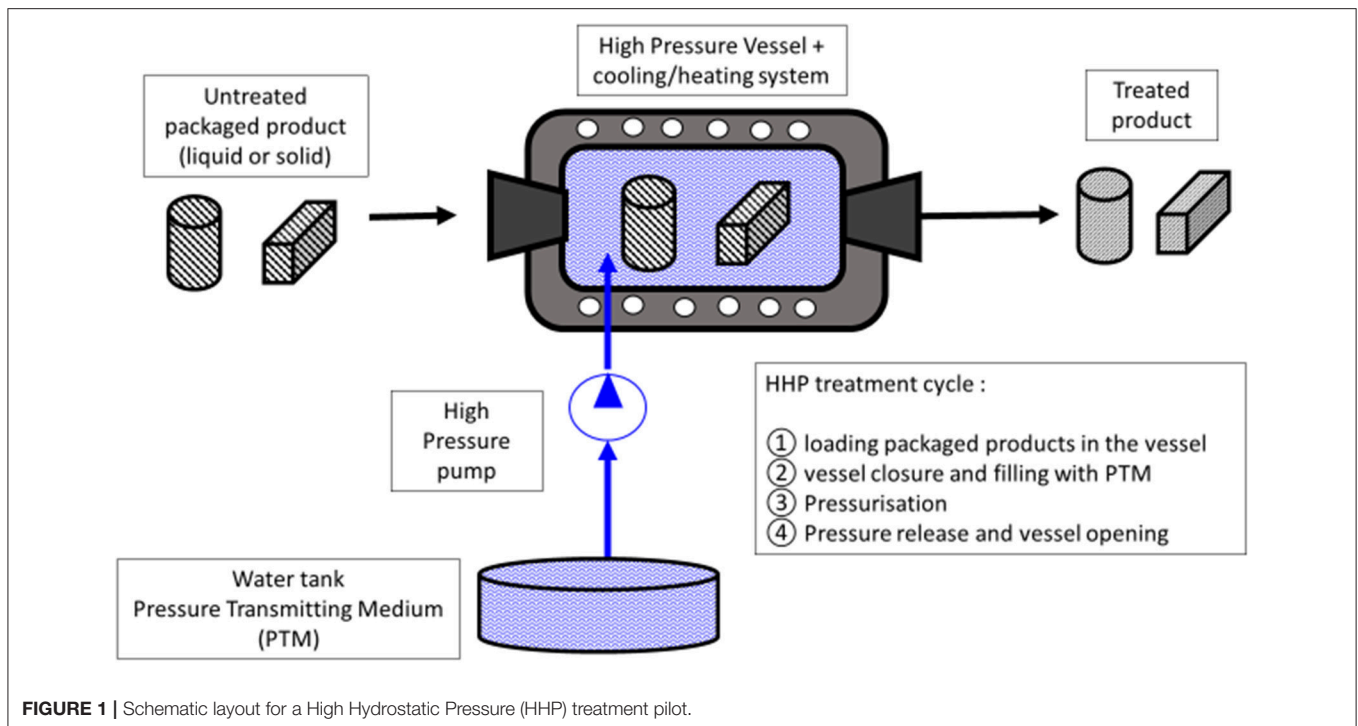 High Pressure Vessel +
cooling/heating system
Untreated
packaged product
(liquid or solid)
Treated
product
High
Pressure
pump
HHP treatment cycle :
① loading packaged products in the vessel
② vessel closure and filling with PTM
③ Pressurisation
④ Pressure release and vessel opening
Water tank
Pressure Transmitting Medium
(PTM)
FIGURE 1 | Schematic layout for a High Hydrostatic Pressure (HHP) treatment pilot.